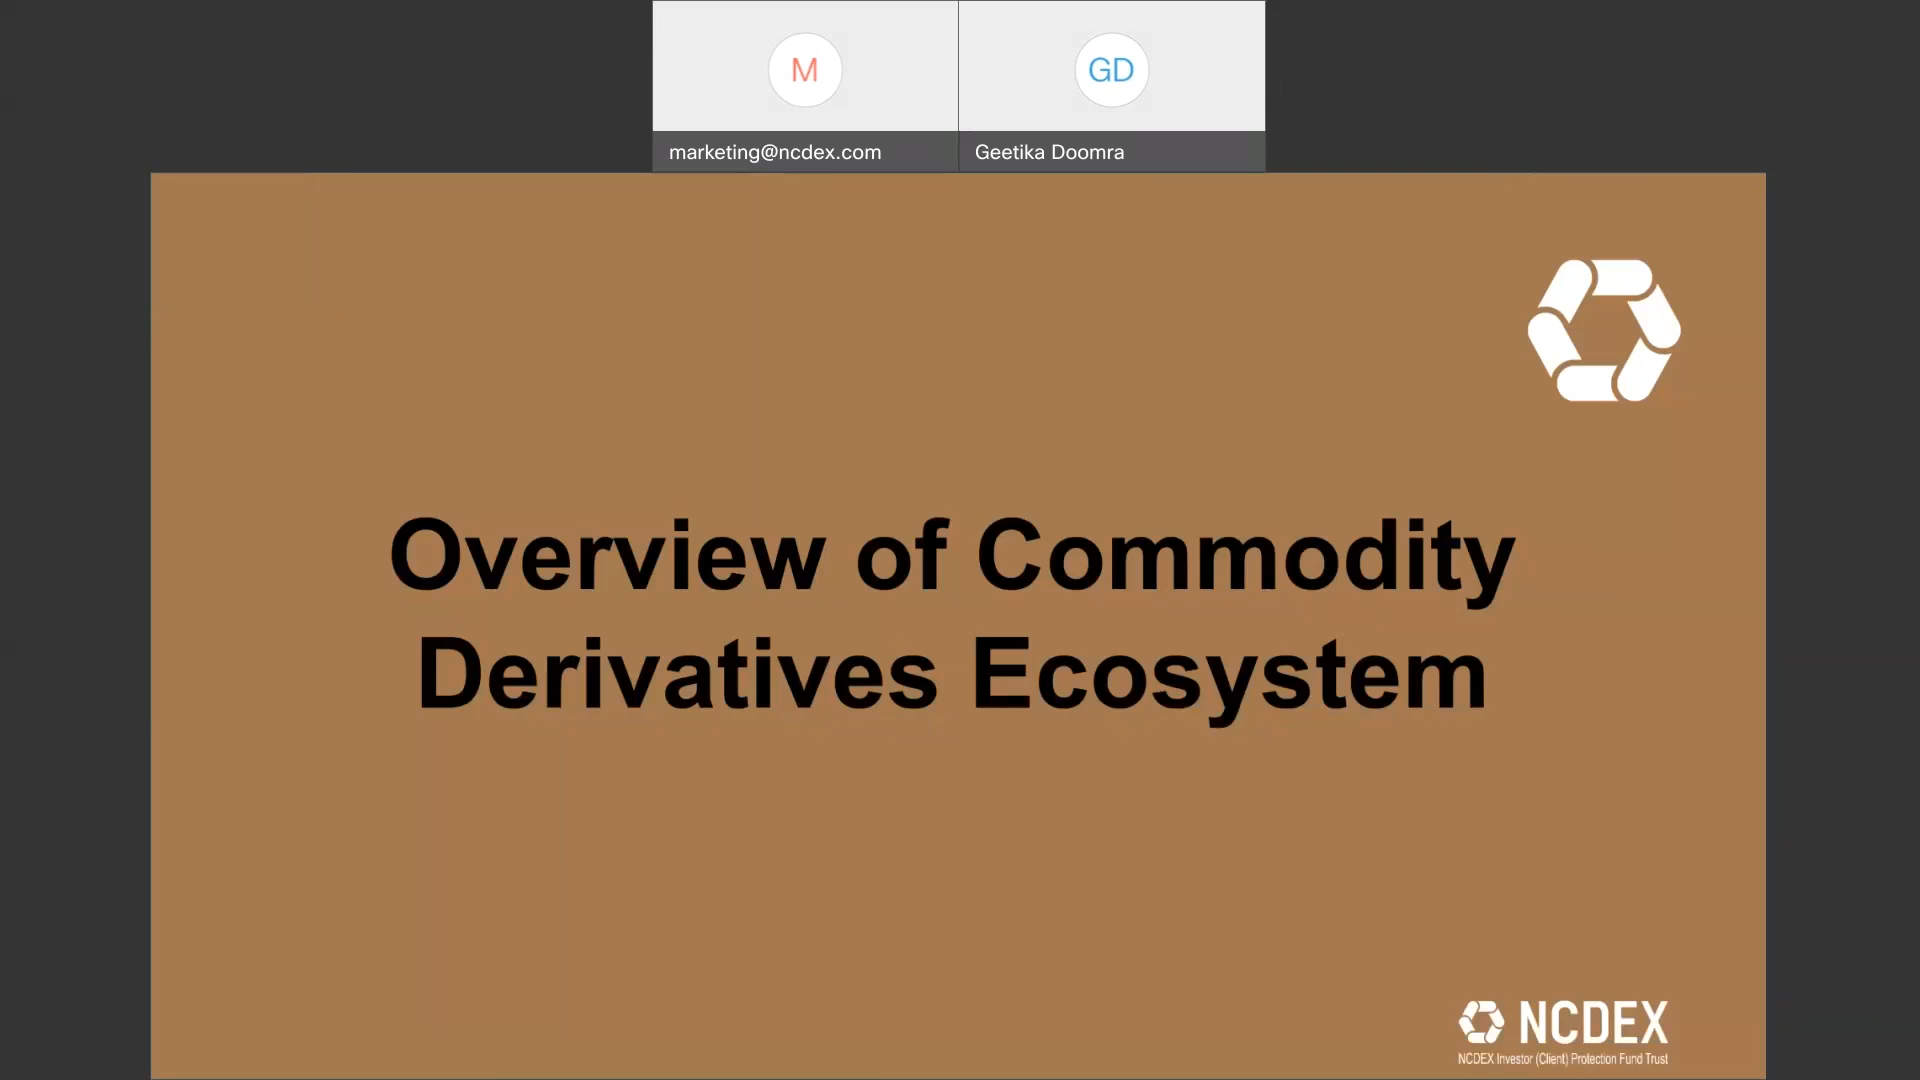 M
GD
marketing@ncdex.com
Geetika Doomra
Overview of Commodity
Derivatives Ecosystem
NCDEX
NCDEX Investor (Client) Protection Fund Trust